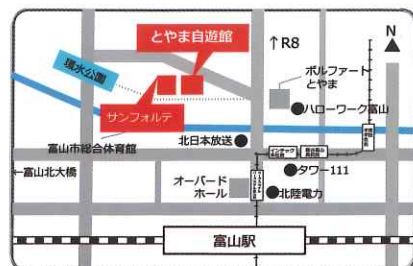 とやま自遊館
↑R8
N
環水公園
ボルファート
とやま
サンフォルテ
ハローワーク富山
北日本放送
富山市総合体育館
←富山北大橋
タワー111
オーバード
ホール
北陸電力
富山駅